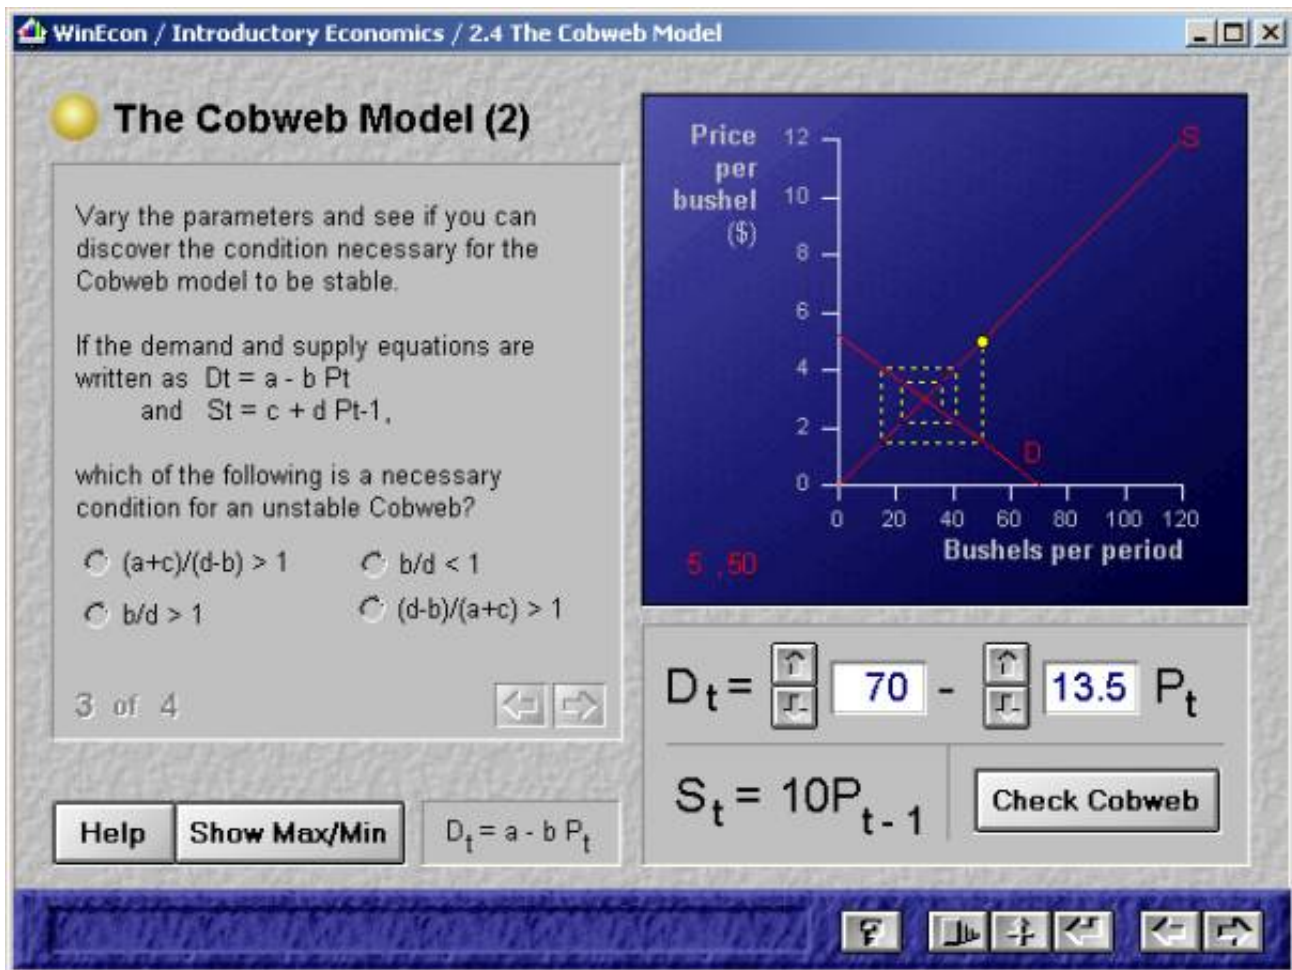 WinEcon / Introductory Economics / 2.4 The Cobweb Model
The Cobweb Model (2)
Vary the parameters and see if you can
discover the condition necessary for the
Cobweb model to be stable.
If the demand and supply equations are
written as Dt = a - b Pt
and St = c + d Pt-1,
which of the following is a necessary
condition for an unstable Cobweb?
(a+c)/(d-b) > 1
b/d < 1
b/d > 1
(d-b)/(a+c) > 1
3 of 4
Help
Show Max/Min
Dt = a - b Pt
Price
per
bushel
($)
12
10
8
6
4
2
0
S
D
0 20 40 60 80 100 120
Bushels per period
5 ,50
Dt = 70 - 13.5 Pt
St = 10Pt - 1
Check Cobweb